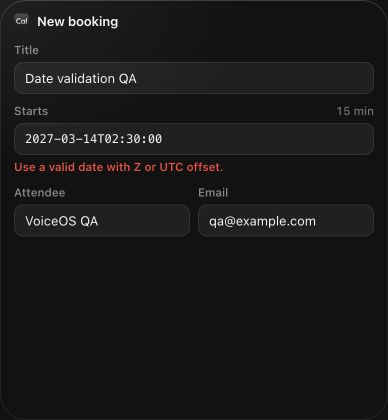 Cal New booking
Title
Date validation QA
Starts 15 min
2027-03-14T02:30:00
Use a valid date with Z or UTC offset.
Attendee Email
VoiceOS QA qa@example.com